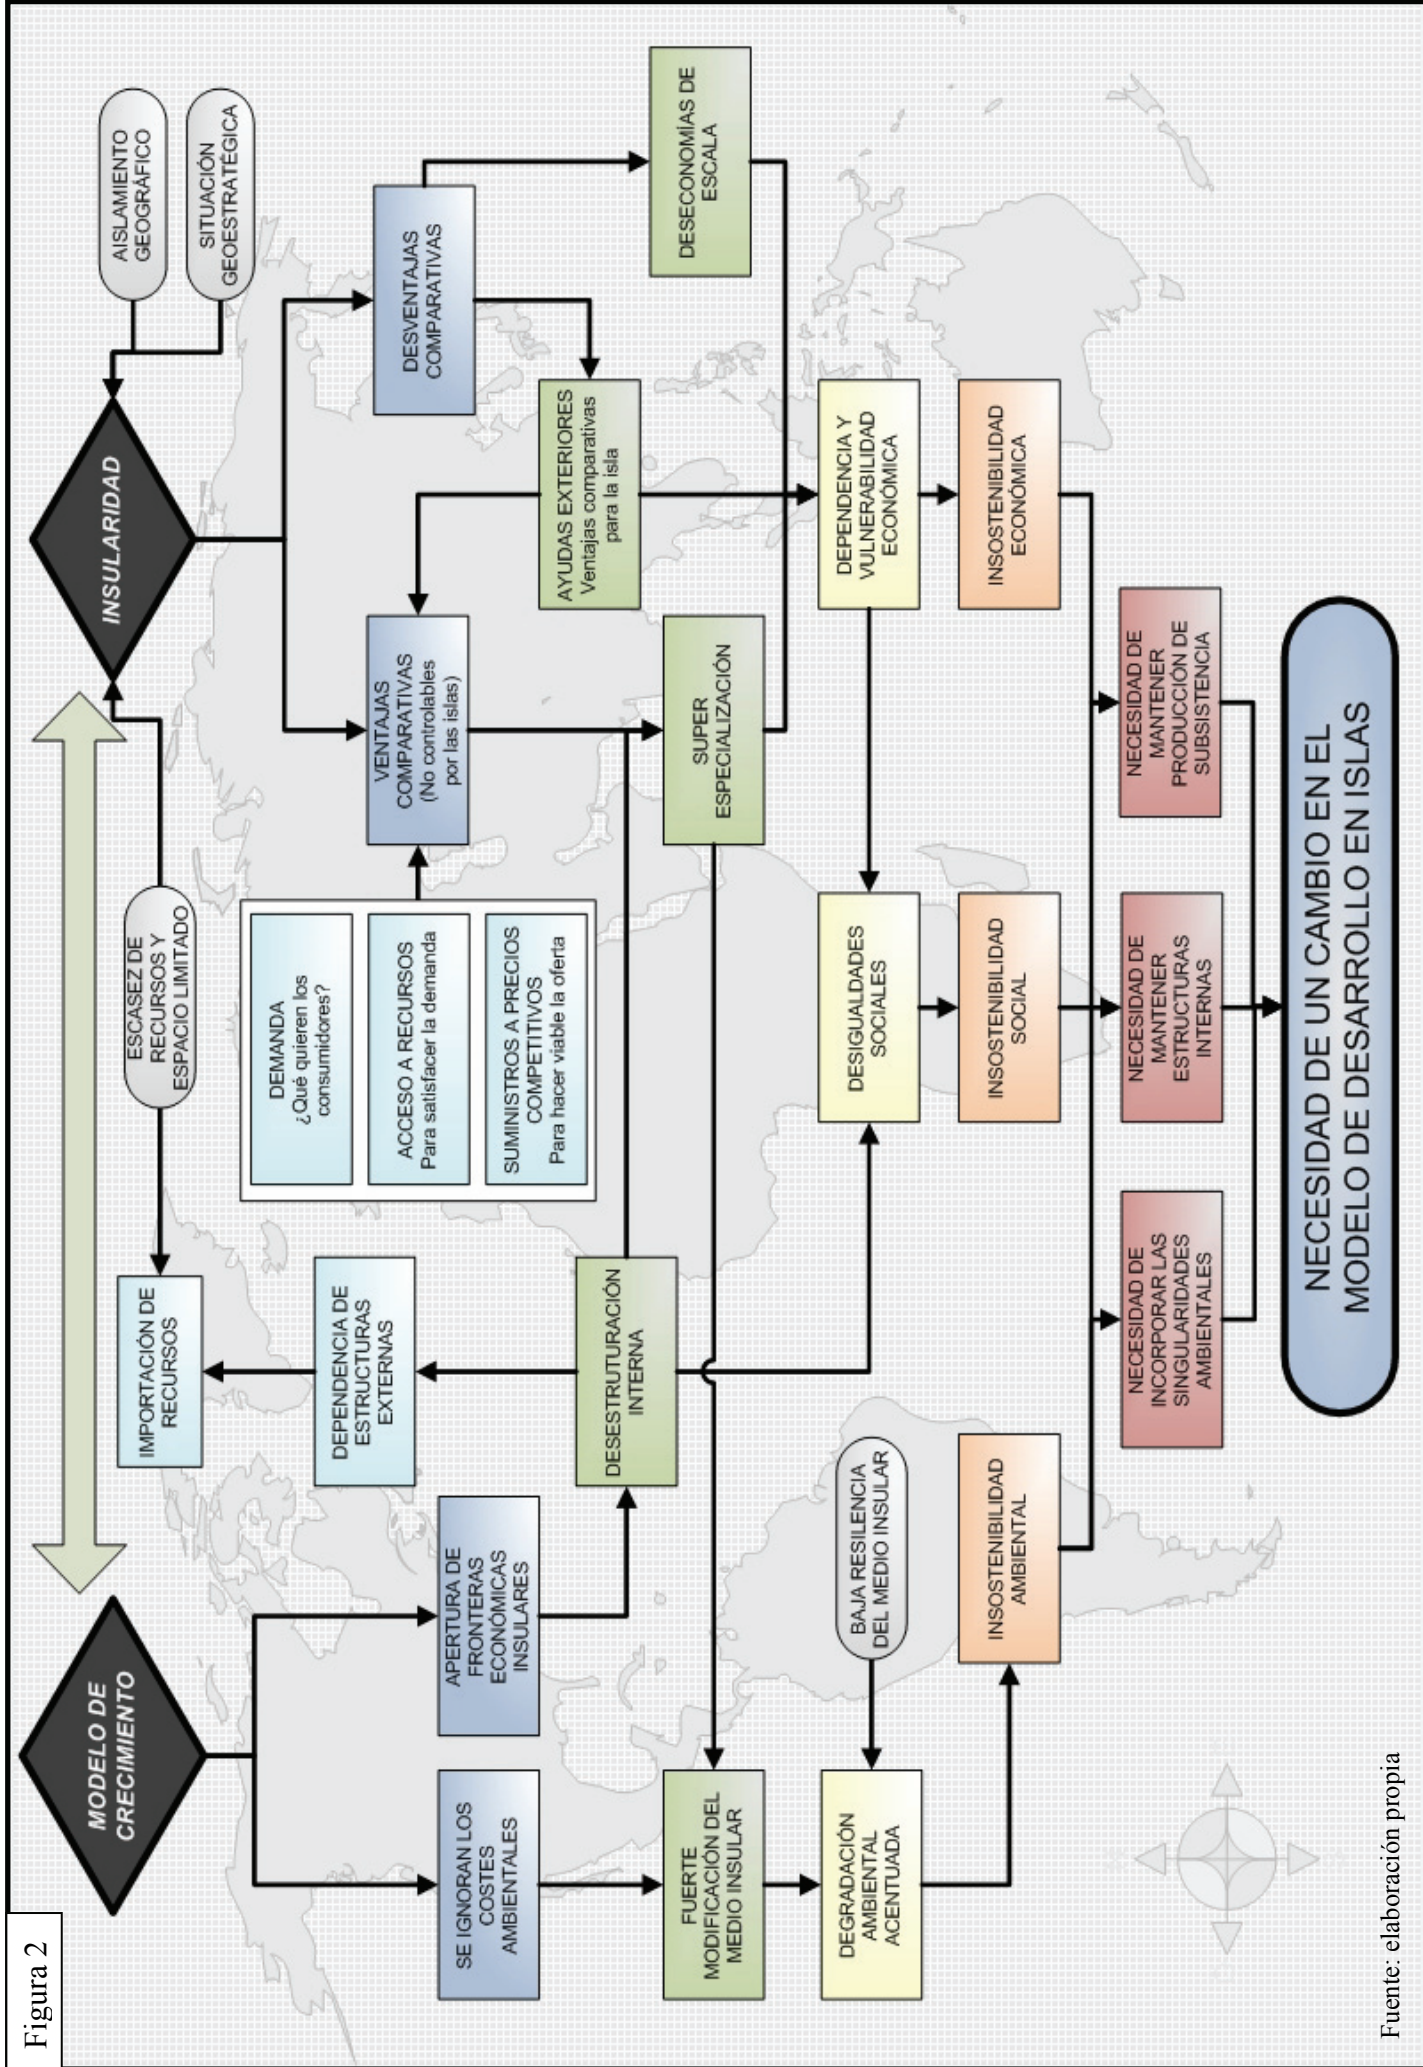 Figura 2
MODELO DE
CRECIMIENTO
INSULARIDAD
AISLAMIENTO
GEOGRÁFICO
SITUACIÓN
GEOESTRATÉGICA
ESCASEZ DE
RECURSOS Y
ESPACIO LIMITADO
IMPORTACIÓN DE
RECURSOS
DEMANDA
¿Qué quieren los
consumidores?
ACCESO A RECURSOS
Para satisfacer la demanda
SUMINISTROS A PRECIOS
COMPETITIVOS
Para hacer viable la oferta
DEPENDENCIA DE
ESTRUCTURAS
EXTERNAS
VENTAJAS
COMPARATIVAS
(No controlables
por las islas)
DESVENTAJAS
COMPARATIVAS
SE IGNORAN LOS
COSTES
AMBIENTALES
APERTURA DE
FRONTERAS
ECONÓMICAS
INSULARES
DESESTRUTURACIÓN
INTERNA
AYUDAS EXTERIORES
Ventajas comparativas
para la isla
FUERTE
MODIFICACIÓN DEL
MEDIO INSULAR
SUPER
ESPECIALIZACIÓN
DESECONOMÍAS DE
ESCALA
DEGRADACIÓN
AMBIENTAL
ACENTUADA
BAJA RESILENCIA
DEL MEDIO INSULAR
DESIGUALDADES
SOCIALES
DEPENDENCIA Y
VULNERABILIDAD
ECONÓMICA
INSOSTENIBILIDAD
AMBIENTAL
INSOSTENIBILIDAD
SOCIAL
INSOSTENIBILIDAD
ECONÓMICA
NECESIDAD DE
INCORPORAR LAS
SINGULARIDADES
AMBIENTALES
NECESIDAD DE
MANTENER
ESTRUCTURAS
INTERNAS
NECESIDAD DE
MANTENER
PRODUCCIÓN DE
SUBSISTENCIA
NECESIDAD DE UN CAMBIO EN EL
MODELO DE DESARROLLO EN ISLAS
Fuente: elaboración propia